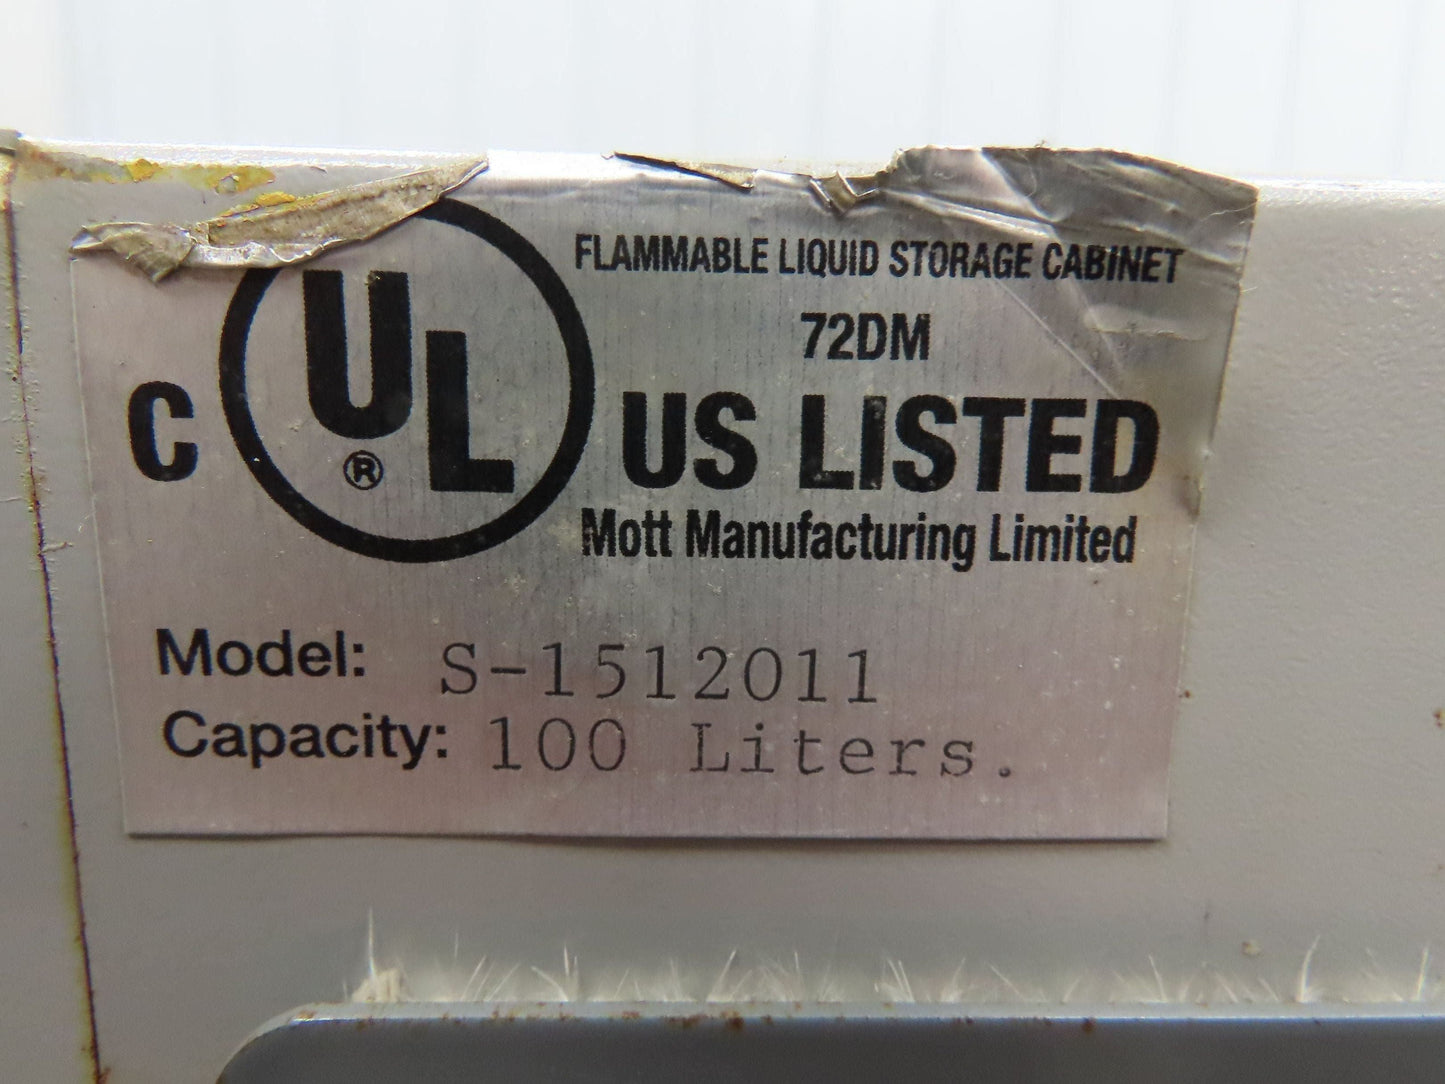 FLAMMABLE LIQUID STORAGE CABINET
72DM
C UL ® US LISTED
Mott Manufacturing Limited
Model: S-1512011
Capacity: 100 Liters.